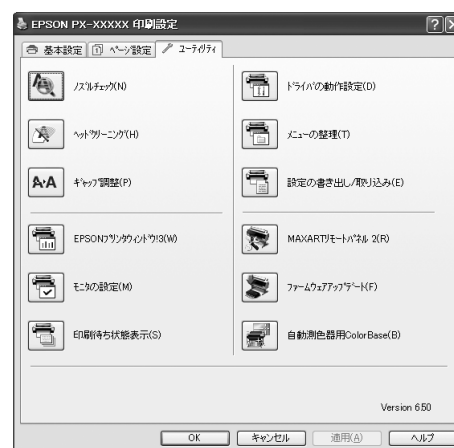 EPSON PX-XXXXX 印刷設定
基本設定 ページ設定 ユーティリティ
ノズルチェック(N)
ヘッドクリーニング(H)
ギャップ調整(P)
EPSONプリンタウィンドウ!3(W)
モニタの設定(M)
印刷待ち状態表示(S)
ドライバの動作設定(D)
メニューの整理(T)
設定の書き出し/取り込み(E)
MAXARTリモートパネル 2(R)
ファームウェアアップデート(F)
自動測色器用ColorBase(B)
Version 6.50
OK キャンセル 適用(A) ヘルプ